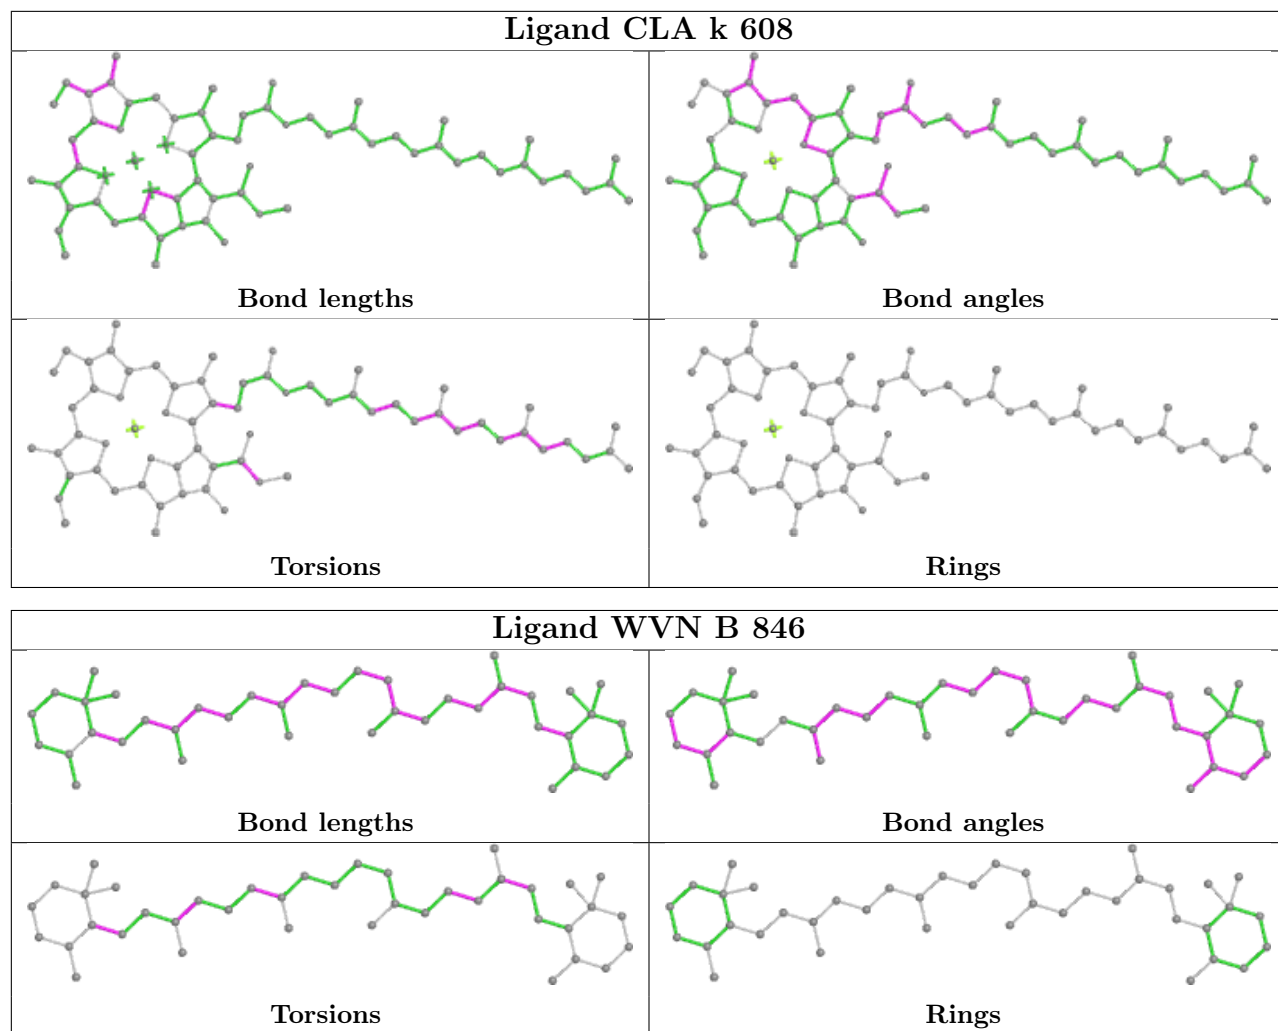 Ligand CLA k 608
Bond lengths
Bond angles
Torsions
Rings
Ligand WVN B 846
Bond lengths
Bond angles
Torsions
Rings